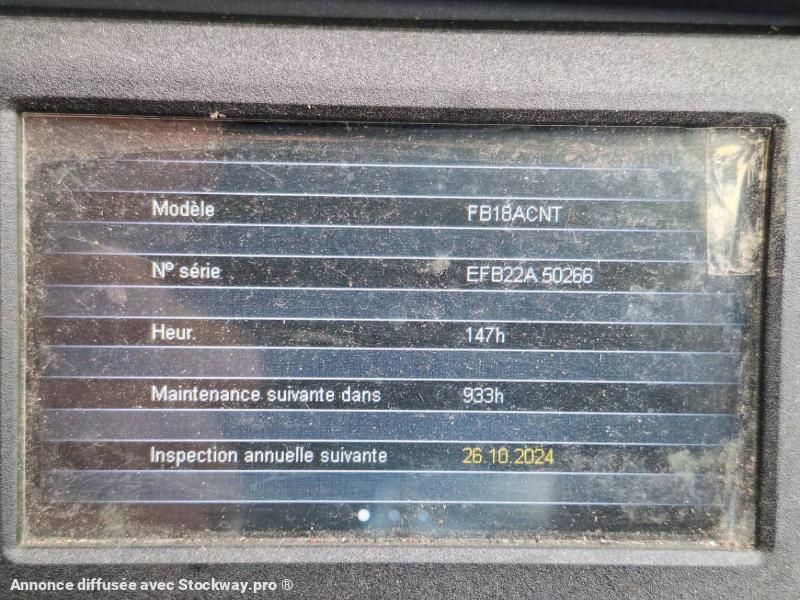 Modèle FB18ACNT
Nº série EFB22A 50266
Heur. 147h
Maintenance suivante dans 933h
Inspection annuelle suivante 26.10.2024
Annonce diffusée avec Stockway.pro ®